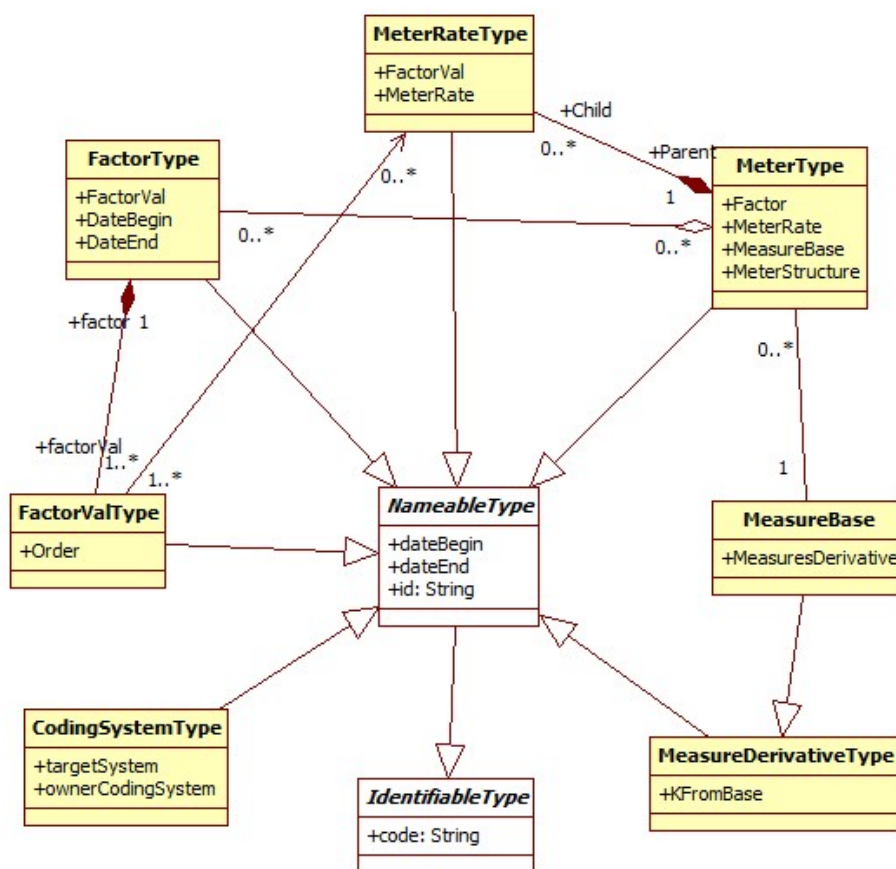 MeterRateType
+FactorVal
+MeterRate
+Child
0..*
+Parent
1
FactorType
+FactorVal
+DateBegin
+DateEnd
0..*
0..*
0..*
MeterType
+Factor
+MeterRate
+MeasureBase
+MeterStructure
+factor 1
0..*
+factorVal
1..*
1..*
1
FactorValType
+Order
NameableType
+dateBegin
+dateEnd
+id: String
MeasureBase
+MeasuresDerivative
CodingSystemType
+targetSystem
+ownerCodingSystem
IdentifiableType
+code: String
MeasureDerivativeType
+KFromBase